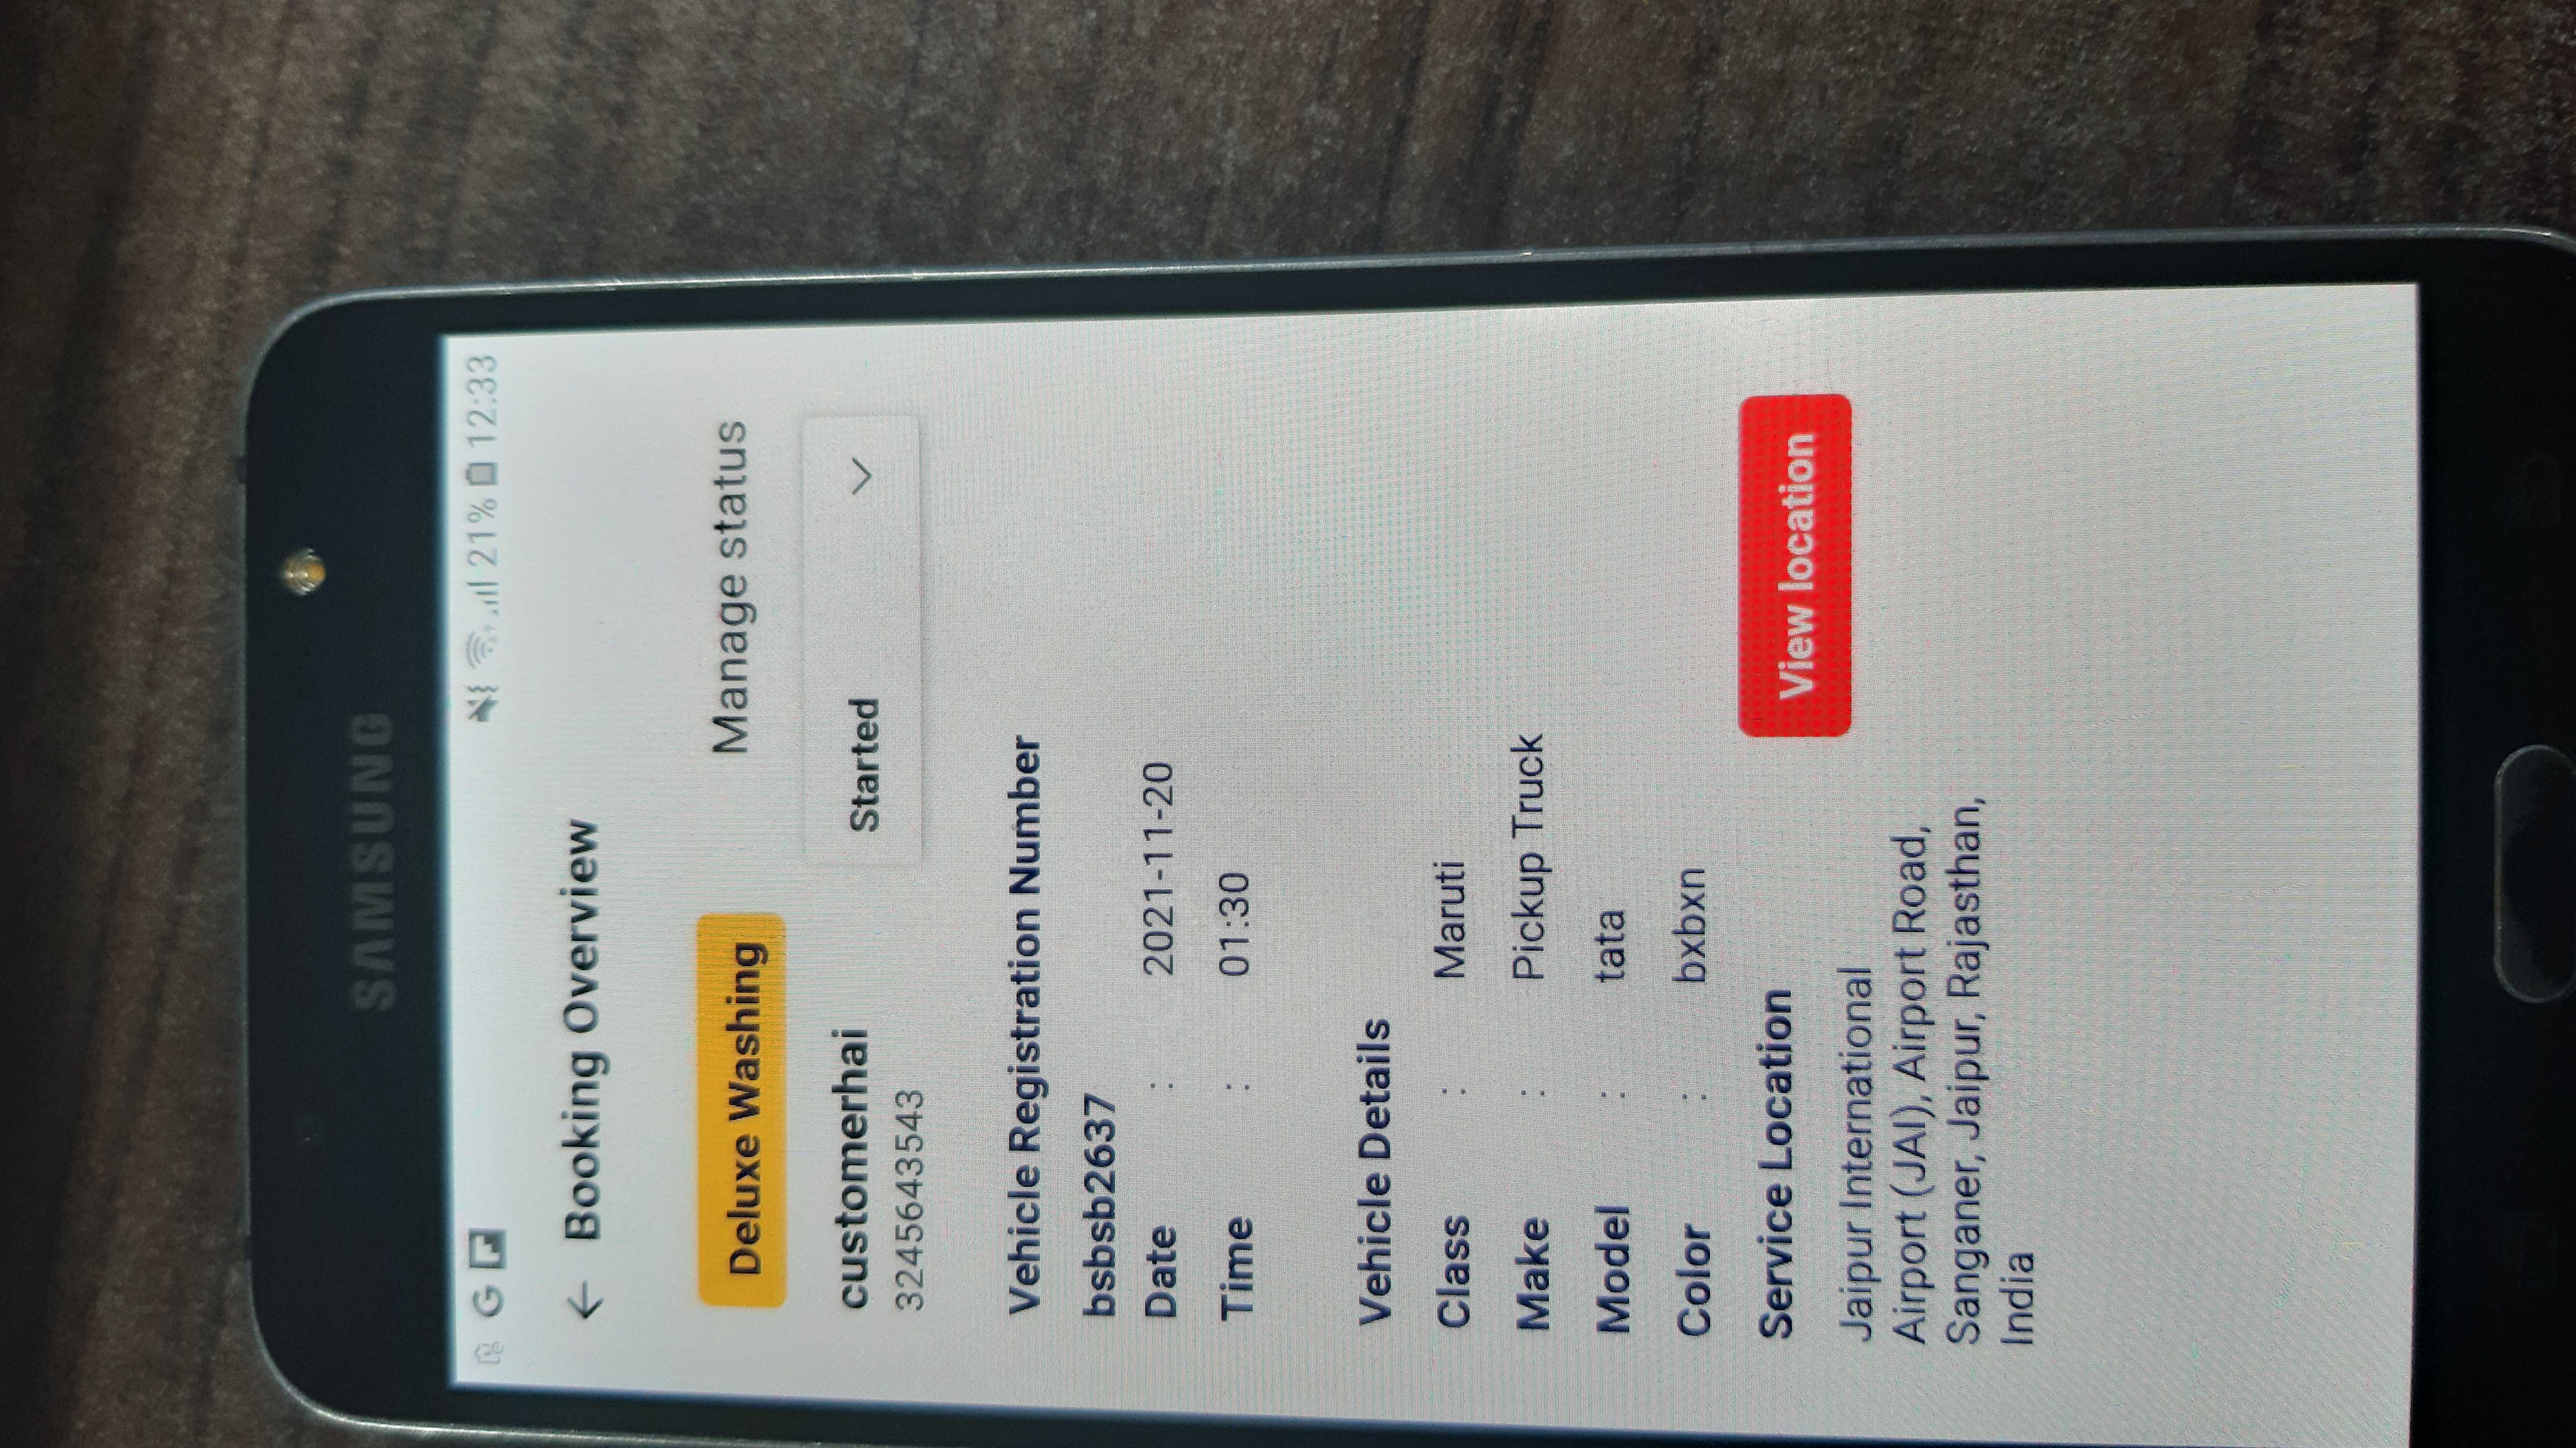 SAMSUNG
G 21% 12:33
← Booking Overview
Deluxe Washing
Manage status
customerhai
3245643543
Started
Vehicle Registration Number
bsbsb2637
Date : 2021-11-20
Time : 01:30
Vehicle Details
Class : Maruti
Make : Pickup Truck
Model : tata
Color : bxbxn
Service Location
View location
Jaipur International
Airport (JAI), Airport Road,
Sanganer, Jaipur, Rajasthan,
India